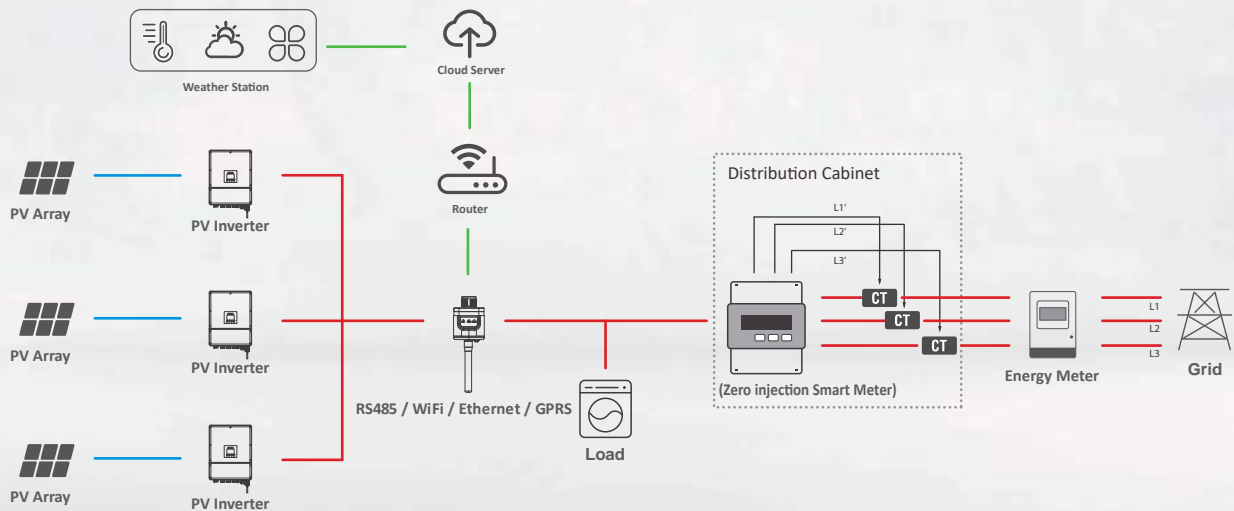 Weather Station
Cloud Server
PV Array
PV Inverter
Router
Distribution Cabinet
L1'
L2'
L3'
CT
CT
CT
L1
L2
L3
PV Array
PV Inverter
RS485 / WiFi / Ethernet / GPRS
Load
(Zero injection Smart Meter)
Energy Meter
Grid
PV Array
PV Inverter